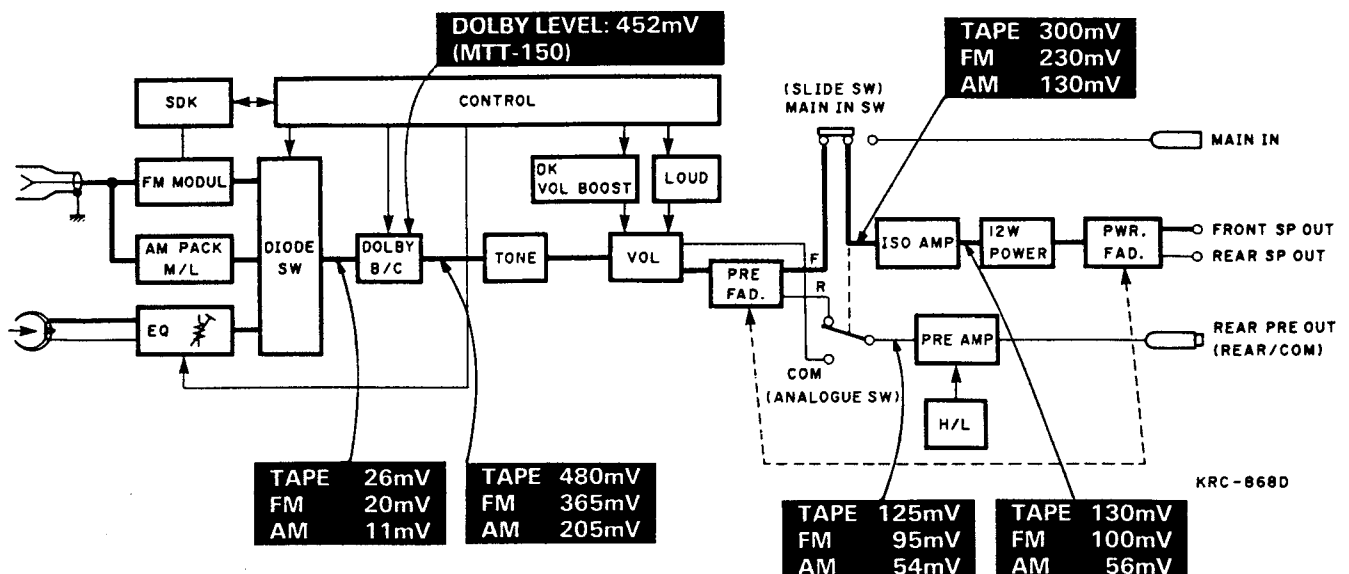 DOLBY LEVEL: 452mV
(MTT-150)
TAPE 300mV
FM 230mV
AM 130mV
SDK
CONTROL
(SLIDE SW)
MAIN IN SW
MAIN IN
FM MODUL
DK
VOL BOOST
LOUD
AM PACK
M/L
DIODE
SW
DOLBY
B/C
TONE
VOL
PRE
FAD.
F
R
ISO AMP
12W
POWER
PWR.
FAD.
FRONT SP OUT
REAR SP OUT
EQ
COM
(ANALOGUE SW)
PRE AMP
REAR PRE OUT
(REAR/COM)
H/L
KRC-868D
TAPE 26mV
FM 20mV
AM 11mV
TAPE 480mV
FM 365mV
AM 205mV
TAPE 125mV
FM 95mV
AM 54mV
TAPE 130mV
FM 100mV
AM 56mV